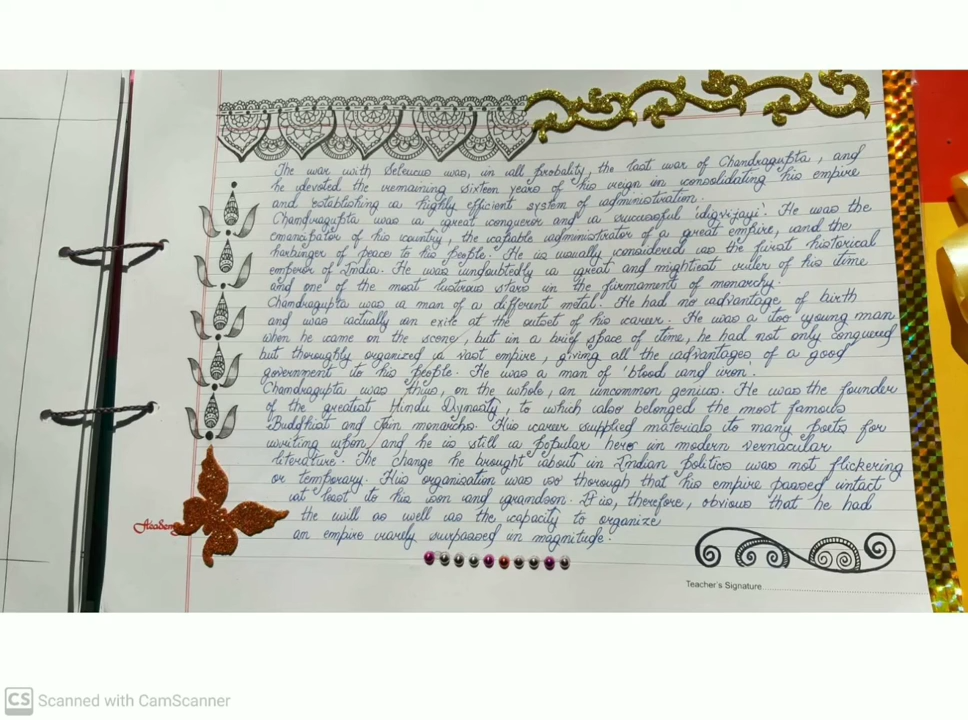 The war with Seleucus was, in all probality, the last war of Chandragupta, and
he devoted the remaining sixteen years of his reign in consolidating his empire
and establishing a highly efficient system of administration.
Chandragupta was a great conqueror and a successful 'digvijayi'. He was the
emancipator of his country, the capable administrator of a great empire, and the
harbinger of peace to his people. He is usually considered as the first historical
emperor of India. He was undoubtedly a great and mightiest ruler of his time
and one of the most lustrous stars in the firmament of monarchy.
Chandragupta was a man of a different metal. He had no advantage of birth
and was actually an exile at the outset of his career. He was a too young man
when he came on the scene, but in a brief space of time, he had not only conquered
but thoroughly organized a vast empire, giving all the advantages of a good
government to his people. He was a man of 'blood and iron'.
Chandragupta was thus, on the whole, an uncommon genius. He was the founder
of the greatest Hindu Dynasty, to which also belonged the most famous
Buddhist and Jain monarchs. His career supplied materials to many poets for
writing upon, and he is still a popular hero in modern vernacular
literature. The change he brought about in Indian politics was not flickering
or temporary. His organisation was so thorough that his empire passed intact
at least to his son and grandson. It is, therefore, obvious that he had
the will as well as the capacity to organize
an empire rarely surpassed in magnitude.
Teacher's Signature
CS Scanned with CamScanner